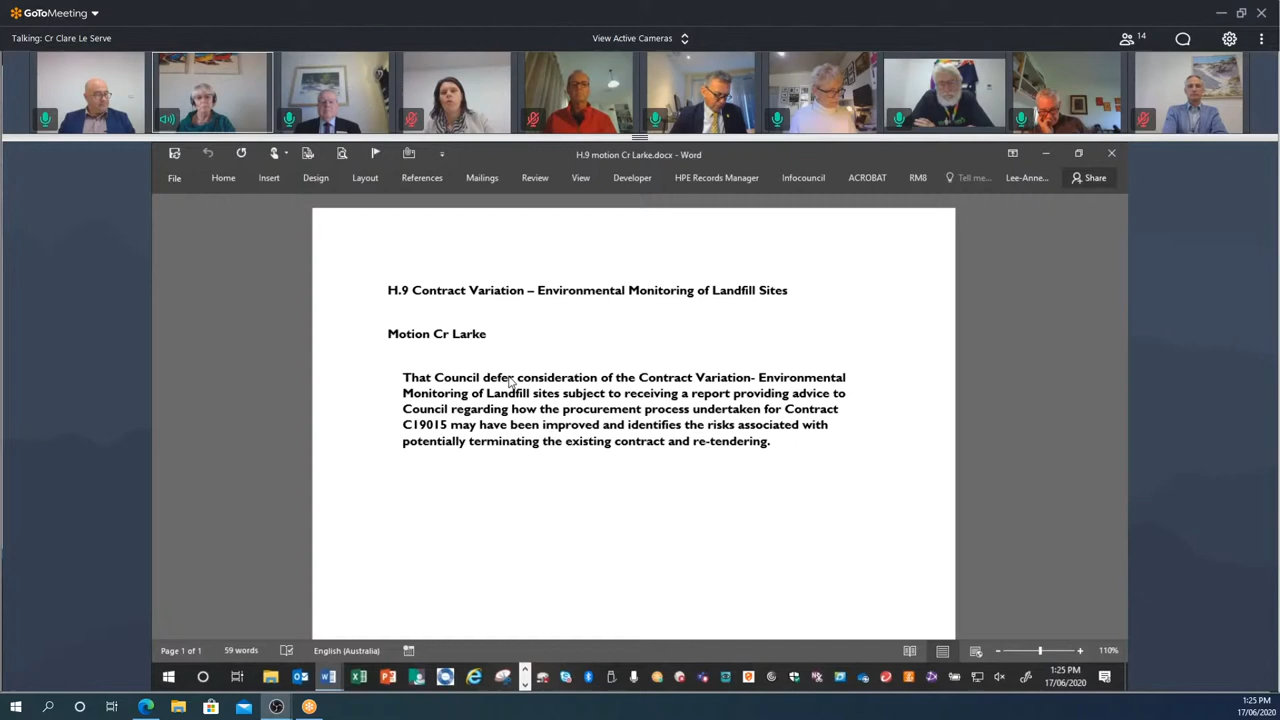 GoToMeeting
Talking: Cr Clare Le Serve
View Active Cameras
14
H.9 motion Cr Larke.docx - Word
File Home Insert Design Layout References Mailings Review View Developer HPE Records Manager Infocouncil ACROBAT RM8 Tell me... Lee-Anne... Share
H.9 Contract Variation – Environmental Monitoring of Landfill Sites
Motion Cr Larke
That Council defer consideration of the Contract Variation- Environmental
Monitoring of Landfill sites subject to receiving a report providing advice to
Council regarding how the procurement process undertaken for Contract
C19015 may have been improved and identifies the risks associated with
potentially terminating the existing contract and re-tendering.
Page 1 of 1 59 words English (Australia) 110%
1:25 PM
17/06/2020
1:25 PM
17/06/2020